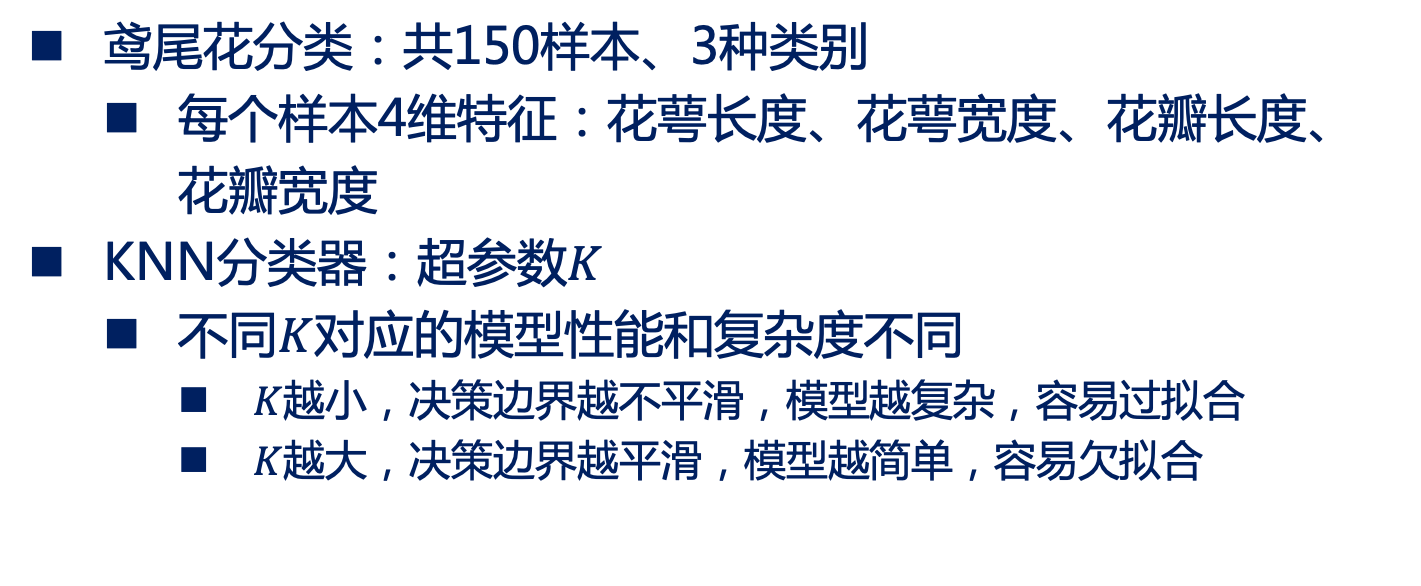 ■ 鸢尾花分类：共150样本、3种类别
■ 每个样本4维特征：花萼长度、花萼宽度、花瓣长度、
花瓣宽度
■ KNN分类器：超参数K
■ 不同K对应的模型性能和复杂度不同
■ K越小，决策边界越不平滑，模型越复杂，容易过拟合
■ K越大，决策边界越平滑，模型越简单，容易欠拟合